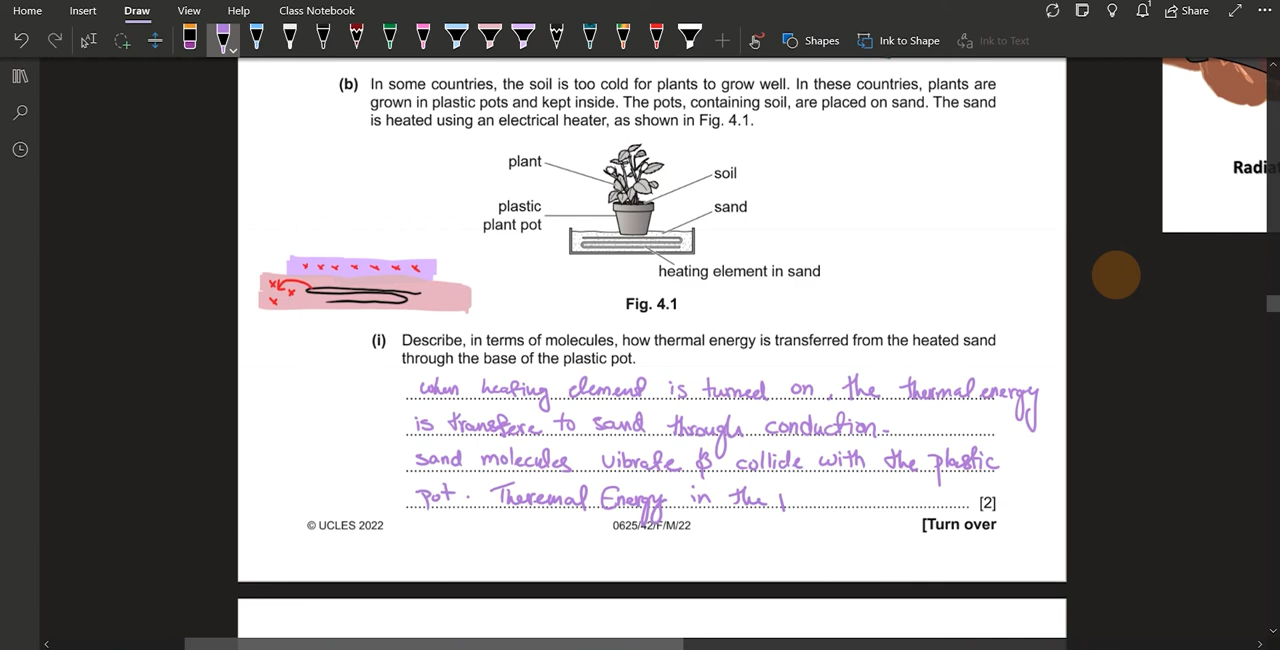 Home Insert Draw View Help Class Notebook Share
Shapes Ink to Shape Ink to Text
(b) In some countries, the soil is too cold for plants to grow well. In these countries, plants are
grown in plastic pots and kept inside. The pots, containing soil, are placed on sand. The sand
is heated using an electrical heater, as shown in Fig. 4.1.
plant
soil
plastic
plant pot
sand
heating element in sand
Fig. 4.1
Radia
(i) Describe, in terms of molecules, how thermal energy is transferred from the heated sand
through the base of the plastic pot.
when heating element is turned on, the thermal energy
is transfere to sand through conduction.
sand molecules vibrate & collide with the plastic
pot. Theremal Energy in the
[2]
© UCLES 2022 0625/42/F/M/22 [Turn over